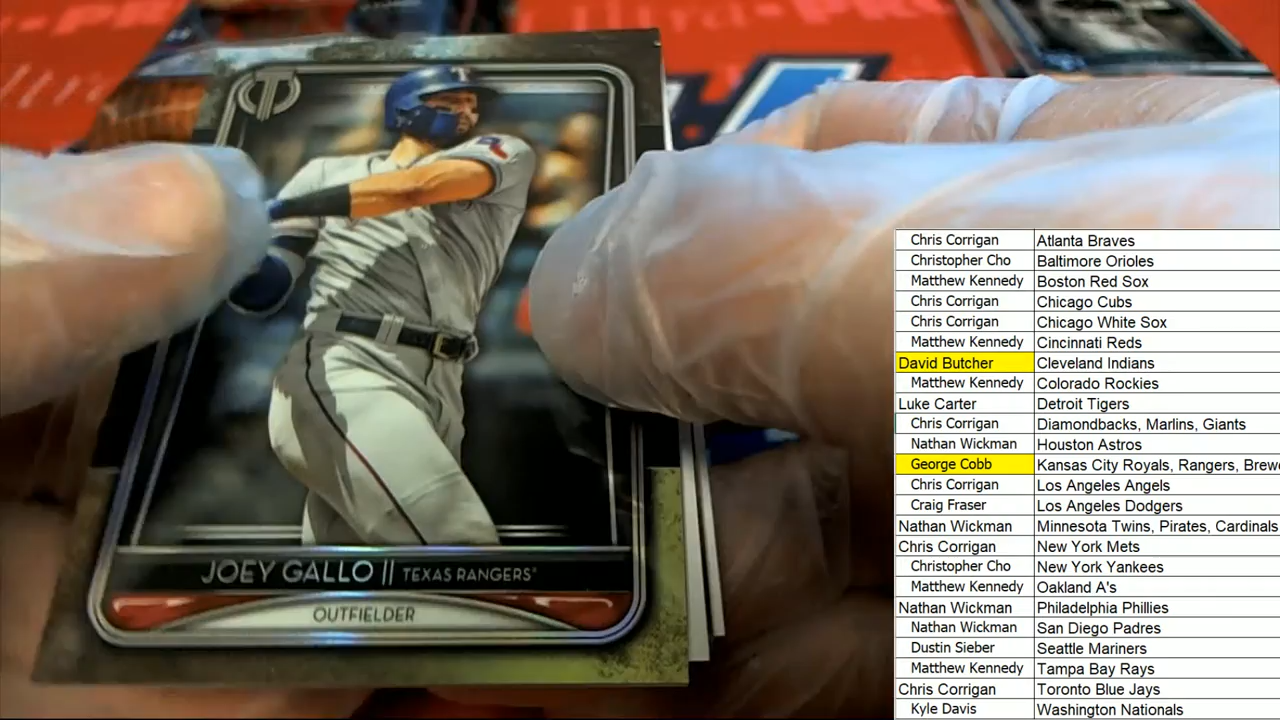 JOEY GALLO || TEXAS RANGERS®
OUTFIELDER
Chris Corrigan Atlanta Braves
Christopher Cho Baltimore Orioles
Matthew Kennedy Boston Red Sox
Chris Corrigan Chicago Cubs
Chris Corrigan Chicago White Sox
Matthew Kennedy Cincinnati Reds
David Butcher Cleveland Indians
Matthew Kennedy Colorado Rockies
Luke Carter Detroit Tigers
Chris Corrigan Diamondbacks, Marlins, Giants
Nathan Wickman Houston Astros
George Cobb Kansas City Royals, Rangers, Brewe
Chris Corrigan Los Angeles Angels
Craig Fraser Los Angeles Dodgers
Nathan Wickman Minnesota Twins, Pirates, Cardinals
Chris Corrigan New York Mets
Christopher Cho New York Yankees
Matthew Kennedy Oakland A's
Nathan Wickman Philadelphia Phillies
Nathan Wickman San Diego Padres
Dustin Sieber Seattle Mariners
Matthew Kennedy Tampa Bay Rays
Chris Corrigan Toronto Blue Jays
Kyle Davis Washington Nationals